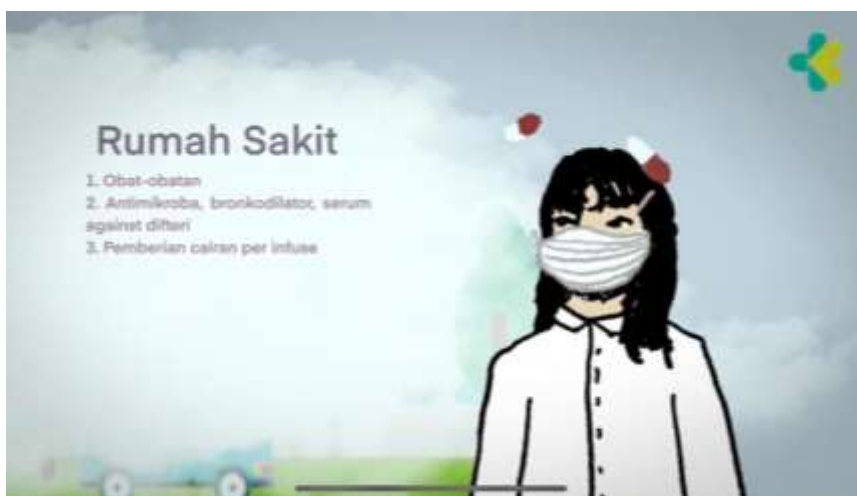 Rumah Sakit
1. Obat-obatan
2. Antimikroba, bronkodilator, serum
against difteri
3. Pemberian cairan per infuse